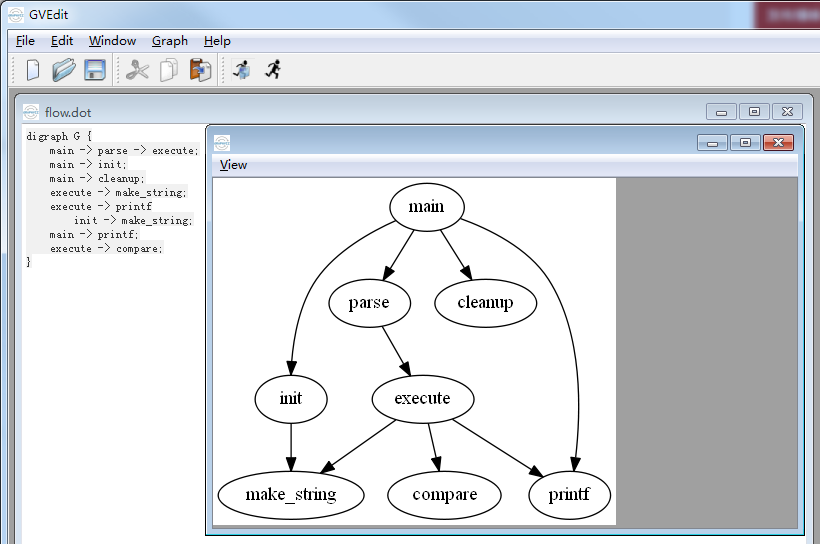 GVEdit
File Edit Window Graph Help
flow.dot
digraph G {
main -> parse -> execute;
main -> init;
main -> cleanup;
execute -> make_string;
execute -> printf
init -> make_string;
main -> printf;
execute -> compare;
}
View
main
parse cleanup
init execute
make_string compare printf